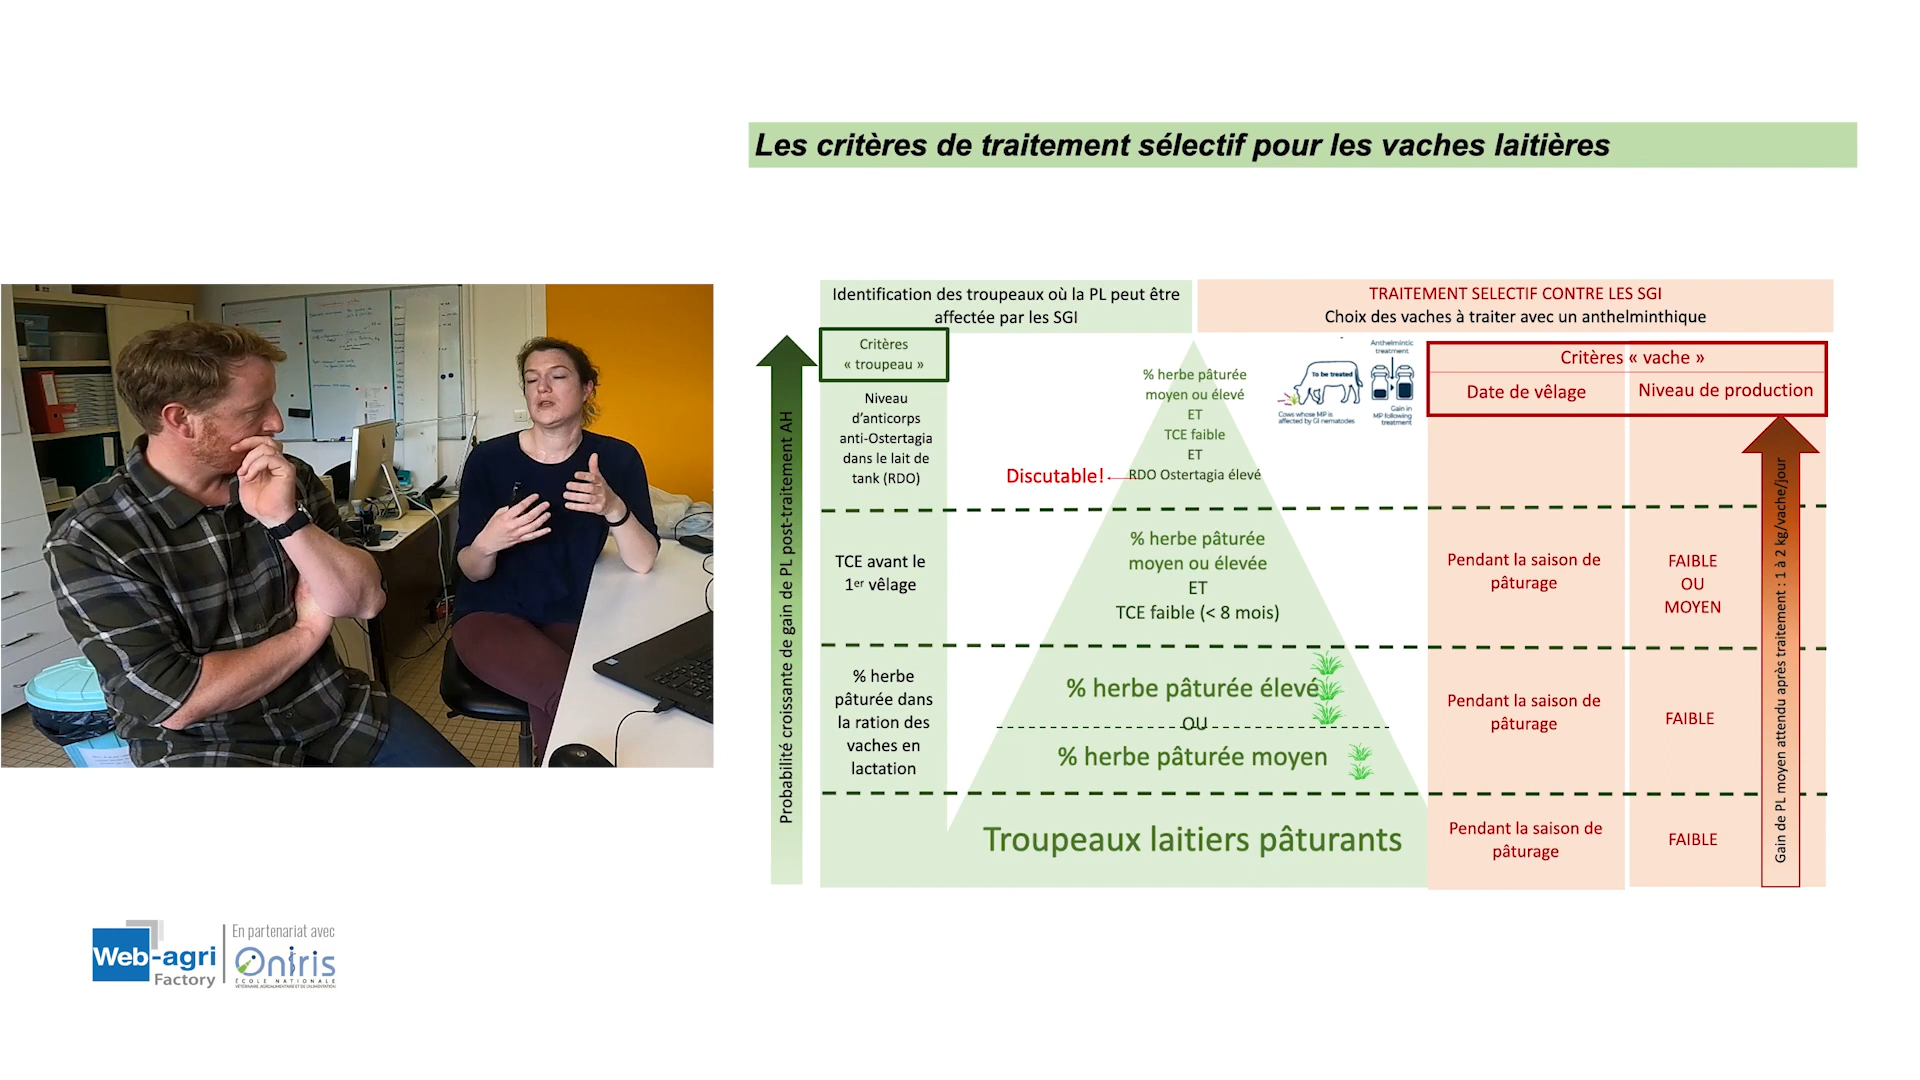 Les critères de traitement sélectif pour les vaches laitières
Identification des troupeaux où la PL peut être
affectée par les SGI
TRAITEMENT SELECTIF CONTRE LES SGI
Choix des vaches à traiter avec un anthelminthique
Probabilité croissante de gain de PL post-traitement AH
Critères
« troupeau »
Niveau
d’anticorps
anti-Ostertagia
dans le lait de
tank (RDO)
TCE avant le
1er vêlage
% herbe
pâturée dans
la ration des
vaches en
lactation
% herbe pâturée
moyen ou élevé
ET
TCE faible
ET
RDO Ostertagia élevé
Discutable!
% herbe pâturée
moyen ou élevée
ET
TCE faible (< 8 mois)
% herbe pâturée élevé
OU
% herbe pâturée moyen
Troupeaux laitiers pâturants
To be treated
Cows whose MP is
affected by GI nematodes
Anthelmintic
treatment
Gain in
MP following
treatment
Critères « vache »
Date de vêlage
Niveau de production
Pendant la saison de
pâturage
FAIBLE
OU
MOYEN
Pendant la saison de
pâturage
FAIBLE
Pendant la saison de
pâturage
FAIBLE
Gain de PL moyen attendu après traitement : 1 à 2 kg/vache/jour
Web-agri
Factory
En partenariat avec
Oniris
ÉCOLE NATIONALE
VÉTÉRINAIRE, AGROALIMENTAIRE ET DE L'ALIMENTATION